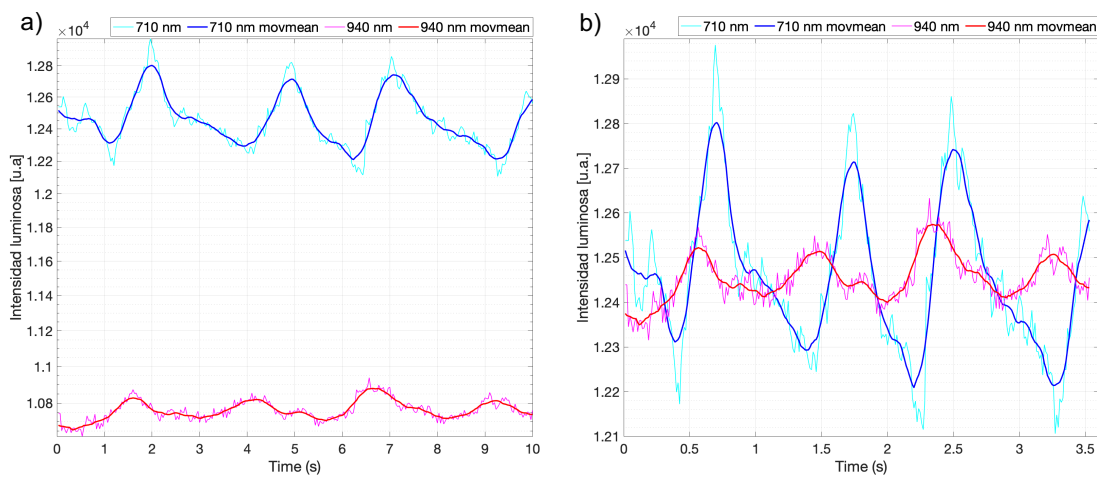 a)
710 nm 710 nm movmean 940 nm 940 nm movmean
×10⁴
1.28
1.26
1.24
1.22
1.2
1.18
1.16
1.14
1.12
1.1
1.08
Intensidad luminosa [u.a]
0 1 2 3 4 5 6 7 8 9 10
Time (s)
b)
710 nm 710 nm movmean 940 nm 940 nm movmean
×10⁴
1.29
1.28
1.27
1.26
1.25
1.24
1.23
1.22
1.21
Intensidad luminosa [u.a.]
0 0.5 1 1.5 2 2.5 3 3.5
Time (s)